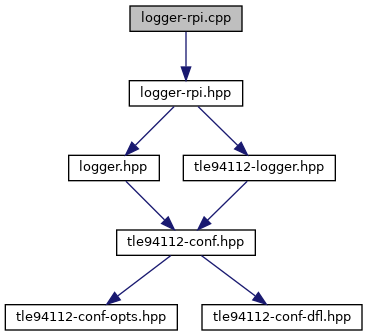 logger-rpi.cpp
logger-rpi.hpp
logger.hpp
tle94112-logger.hpp
tle94112-conf.hpp
tle94112-conf-opts.hpp
tle94112-conf-dfl.hpp